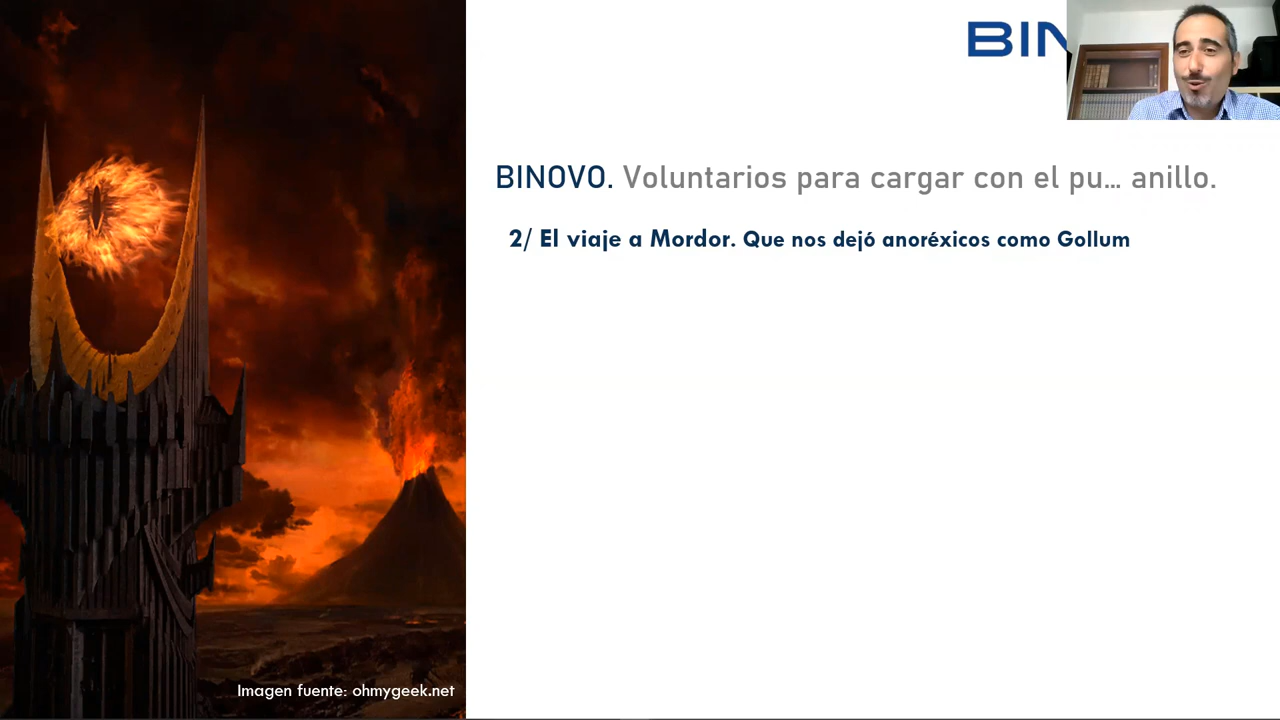 BIN
BINOVO. Voluntarios para cargar con el pu... anillo.
2/ El viaje a Mordor. Que nos dejó anoréxicos como Gollum
Imagen fuente: ohmygeek.net